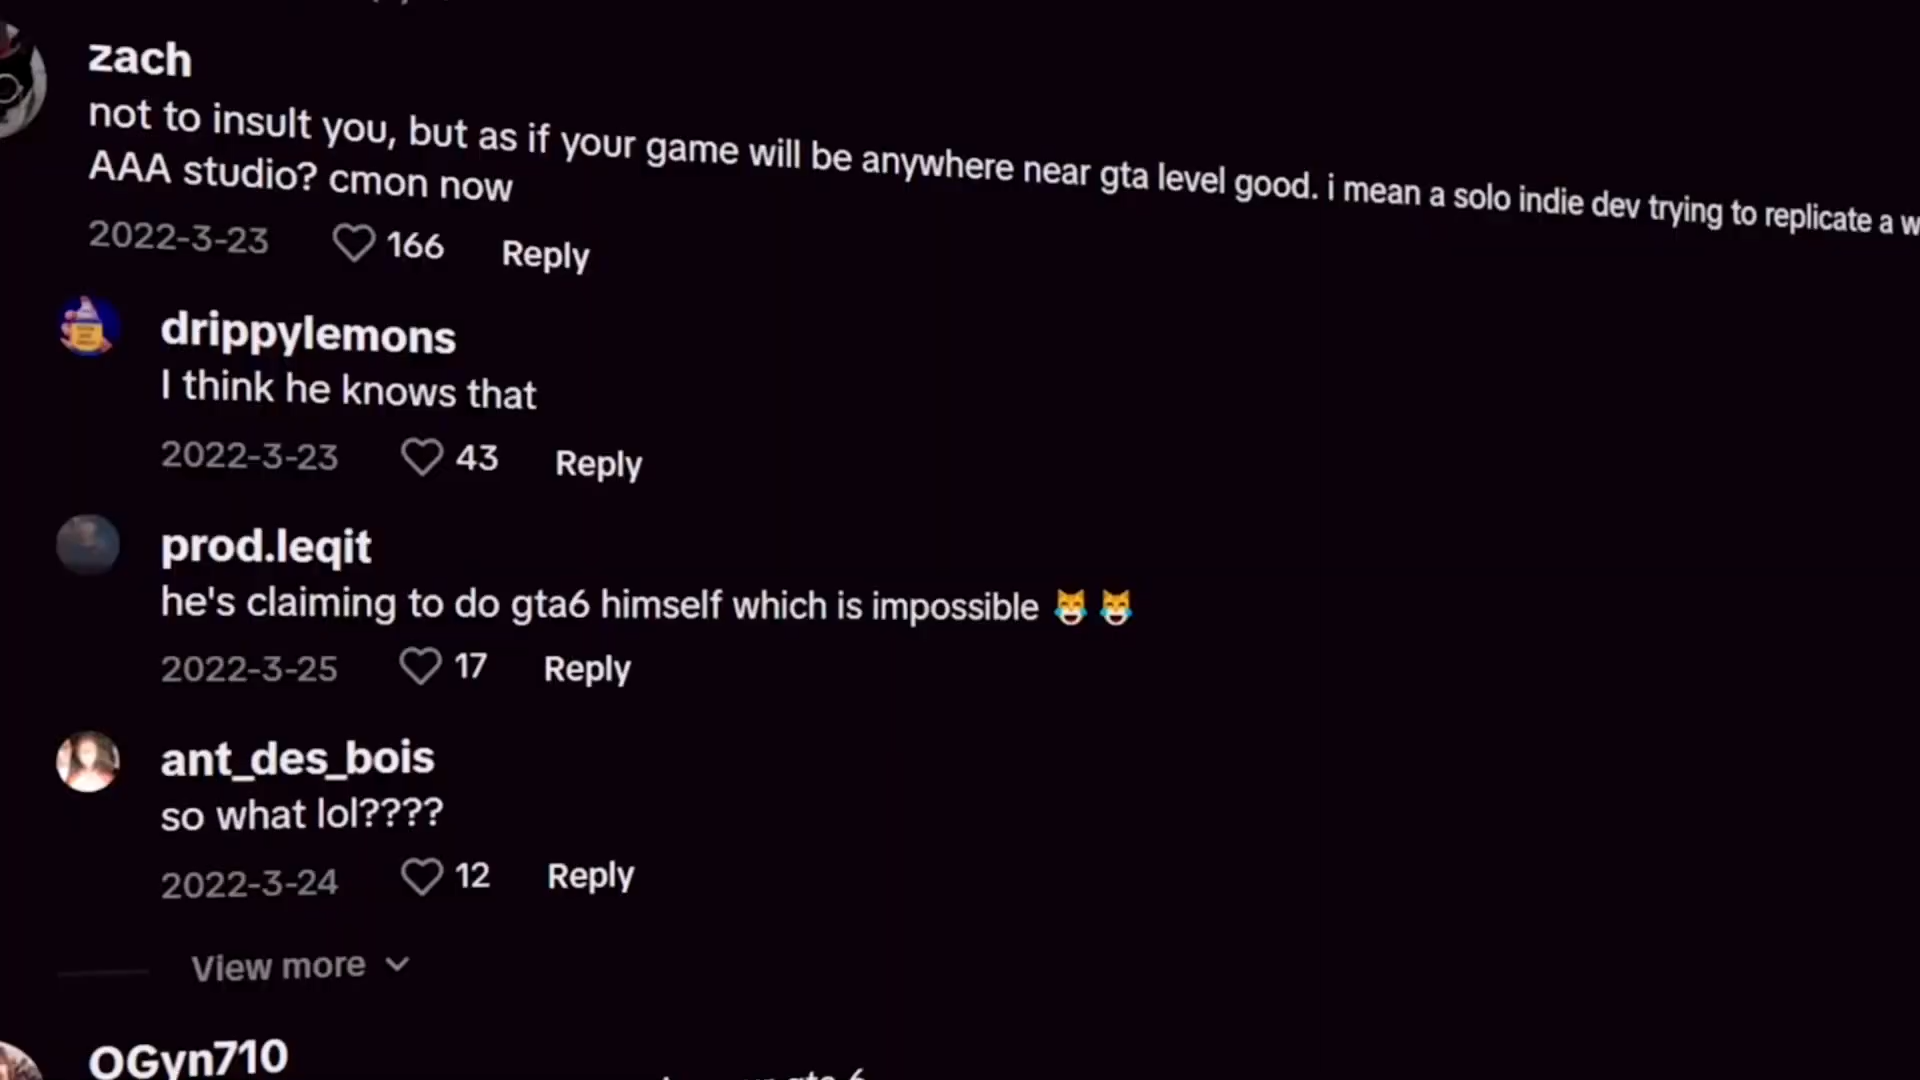 zach
not to insult you, but as if your game will be anywhere near gta level good. i mean a solo indie dev trying to replicate a
AAA studio? cmon now
2022-3-23 166 Reply
drippylemons
I think he knows that
2022-3-23 43 Reply
prod.leqit
he's claiming to do gta6 himself which is impossible 😹😹
2022-3-25 17 Reply
ant_des_bois
so what lol????
2022-3-24 12 Reply
View more
OGyn710
gta 6